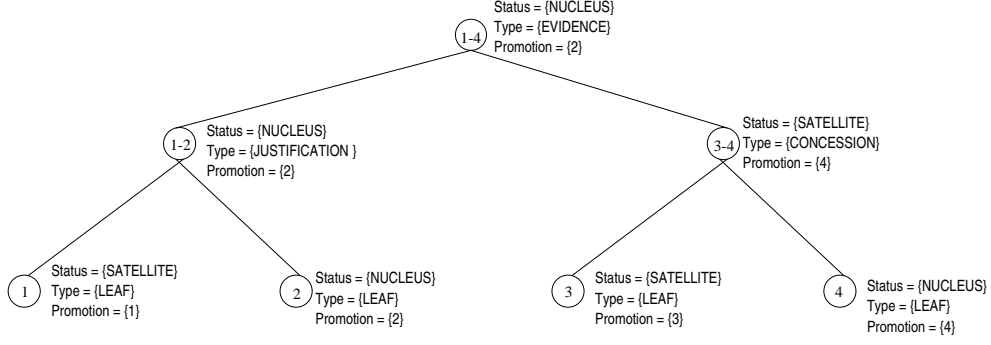 Status = {NUCLEUS}
Type = {EVIDENCE}
1-4
Promotion = {2}
Status = {NUCLEUS}
1-2
Type = {JUSTIFICATION }
Promotion = {2}
Status = {SATELLITE}
3-4
Type = {CONCESSION}
Promotion = {4}
Status = {SATELLITE}
1
Type = {LEAF}
Promotion = {1}
Status = {NUCLEUS}
2
Type = {LEAF}
Promotion = {2}
Status = {SATELLITE}
3
Type = {LEAF}
Promotion = {3}
Status = {NUCLEUS}
4
Type = {LEAF}
Promotion = {4}